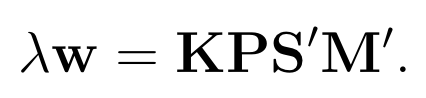 λw = KPS′M′.